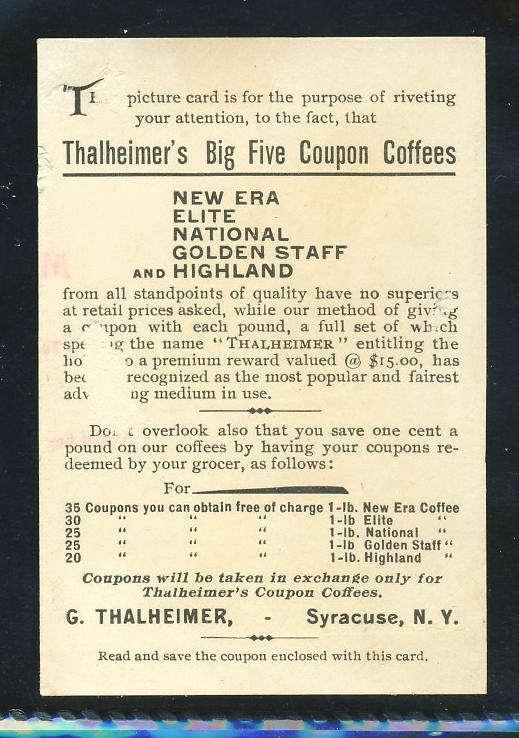 picture card is for the purpose of riveting
your attention, to the fact, that
Thalheimer's Big Five Coupon Coffees
NEW ERA
ELITE
NATIONAL
GOLDEN STAFF
AND HIGHLAND
from all standpoints of quality have no superiors
at retail prices asked, while our method of giving
a coupon with each pound, a full set of which
the name "THALHEIMER" entitling the
a premium reward valued @ $15.00, has
recognized as the most popular and fairest
medium in use.
overlook also that you save one cent a
pound on our coffees by having your coupons re-
deemed by your grocer, as follows:
For
35 Coupons you can obtain free of charge 1-lb. New Era Coffee
30 " " " 1-lb Elite "
25 " " " 1-lb. National "
25 " " " 1-lb Golden Staff "
20 " " " 1-lb. Highland "
Coupons will be taken in exchange only for
Thalheimer's Coupon Coffees.
G. THALHEIMER, - Syracuse, N. Y.
Read and save the coupon enclosed with this card.